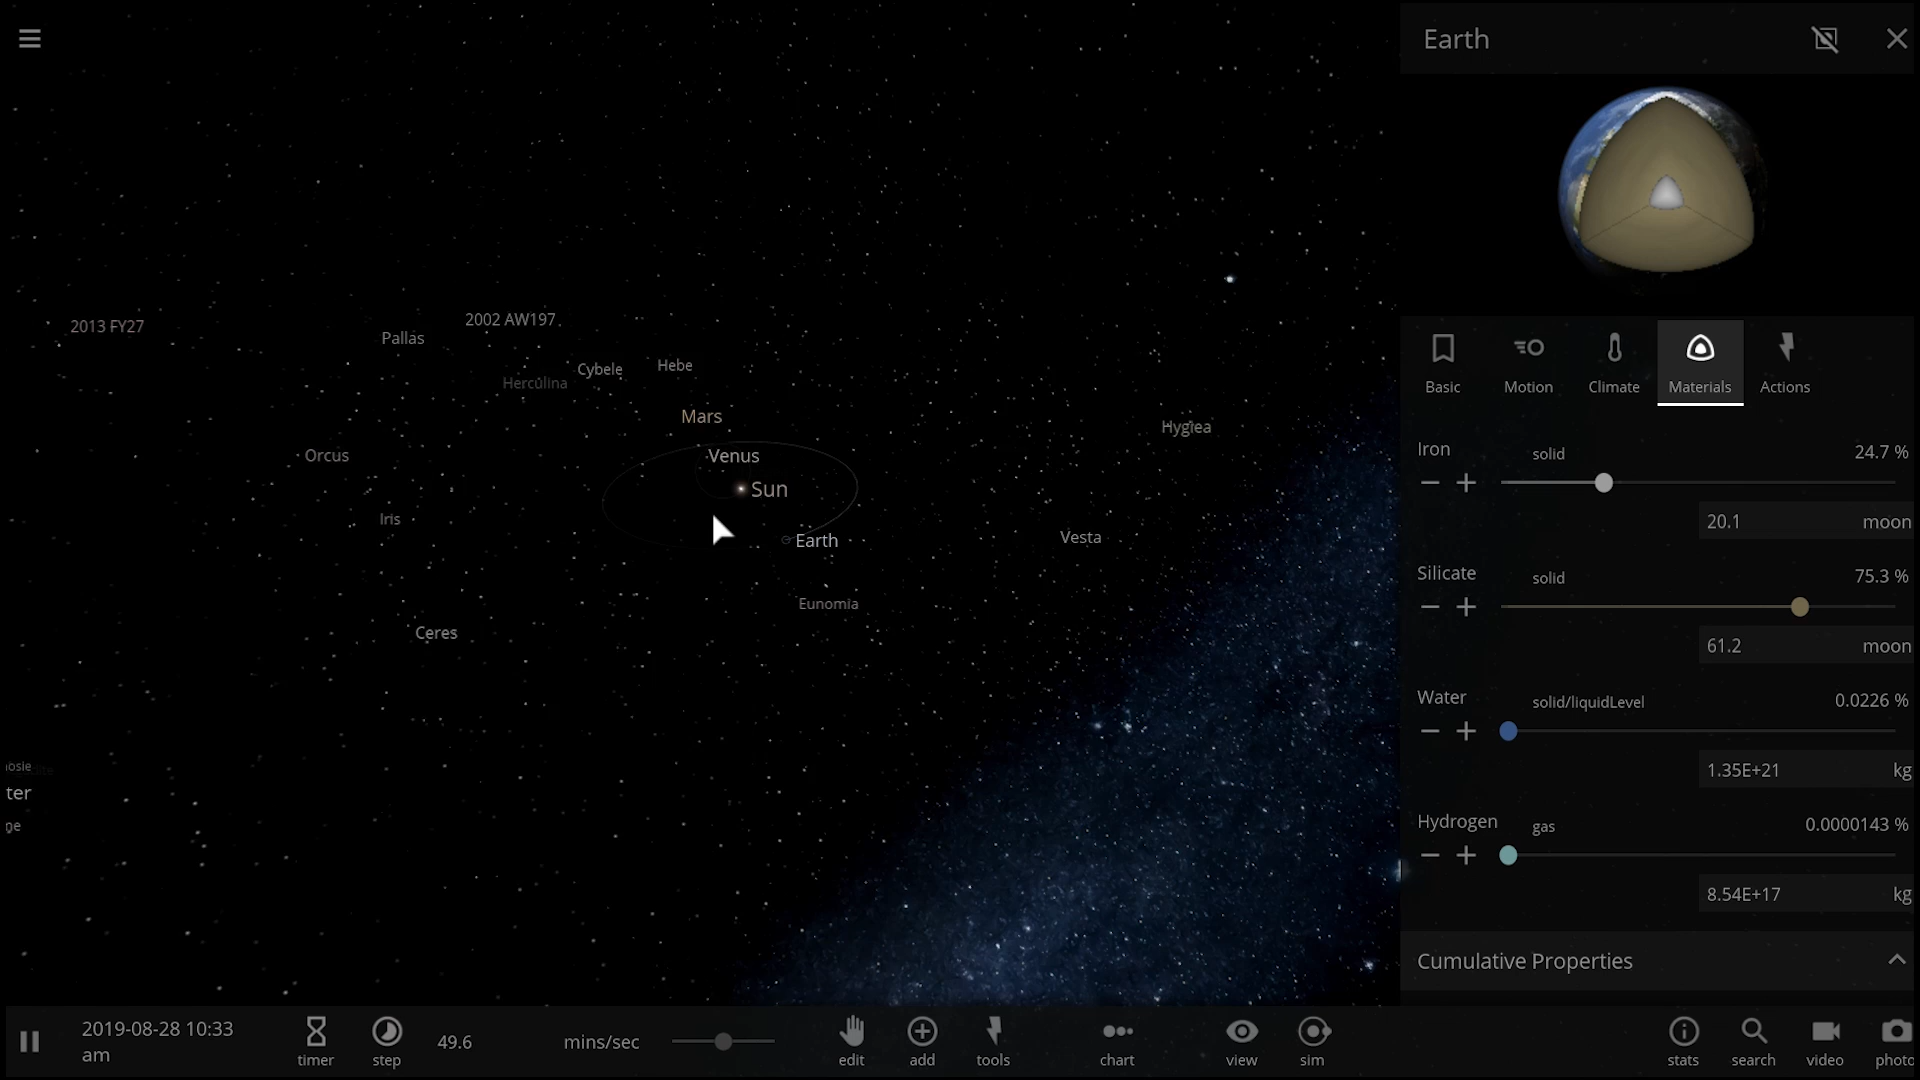 Earth
2013 FY27
2002 AW197
Pallas
Cybele
Hebe
Herculina
Mars
Hygiea
Orcus
Venus
Sun
Iris
Earth
Vesta
Eunomia
Ceres
ter
Basic
Motion
Climate
Materials
Actions
Iron solid 24.7 %
20.1 moon
Silicate solid 75.3 %
61.2 moon
Water solid/liquidLevel 0.0226 %
1.35E+21 kg
Hydrogen gas 0.0000143 %
8.54E+17 kg
Cumulative Properties
2019-08-28 10:33
am
timer
step
49.6 mins/sec
edit
add
tools
chart
view
sim
stats
search
video
photo